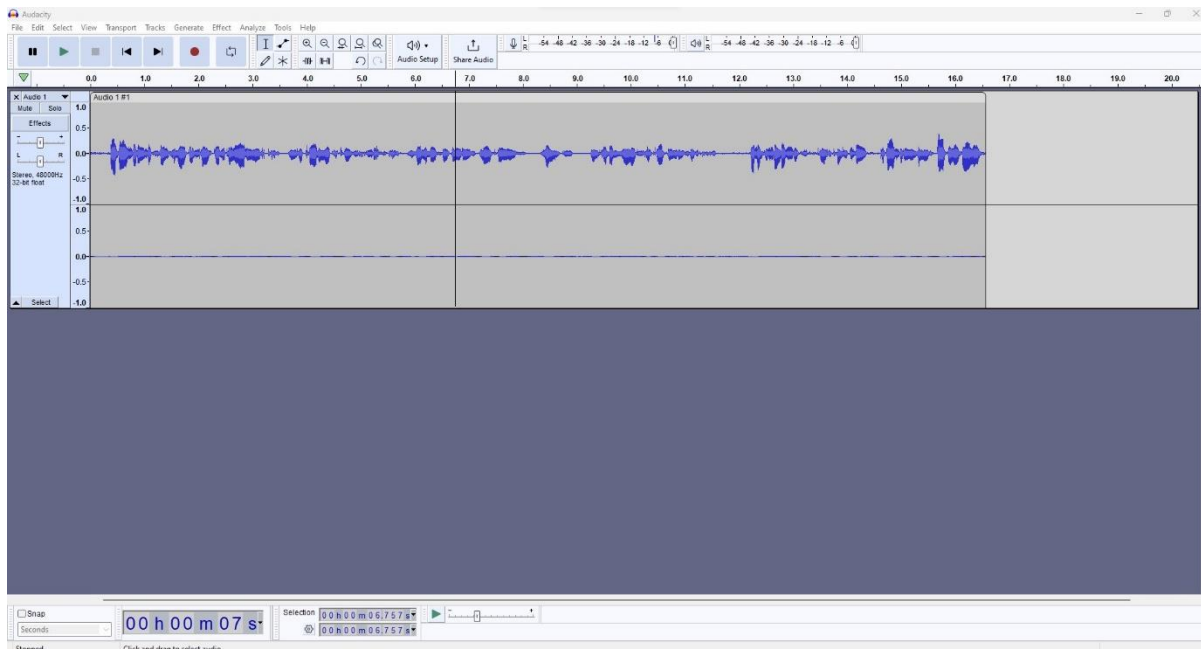 Audacity
File Edit Select View Transport Tracks Generate Effect Analyze Tools Help
Audio Setup
Share Audio
L
R
-54 -48 -42 -36 -30 -24 -18 -12 -6 0
L
R
-54 -48 -42 -36 -30 -24 -18 -12 -6 0
0.0 1.0 2.0 3.0 4.0 5.0 6.0 7.0 8.0 9.0 10.0 11.0 12.0 13.0 14.0 15.0 16.0 17.0 18.0 19.0 20.0
Audio 1
Audio 1 #1
Mute Solo
Effects
- +
L R
Stereo, 48000Hz
32-bit float
Select
1.0
0.5
0.0
-0.5
-1.0
1.0
0.5
0.0
-0.5
-1.0
Snap
Seconds
00 h 00 m 07 s
Selection
00 h 00 m 06.757 s
00 h 00 m 06.757 s
- +
Stopped.
Click and drag to select audio